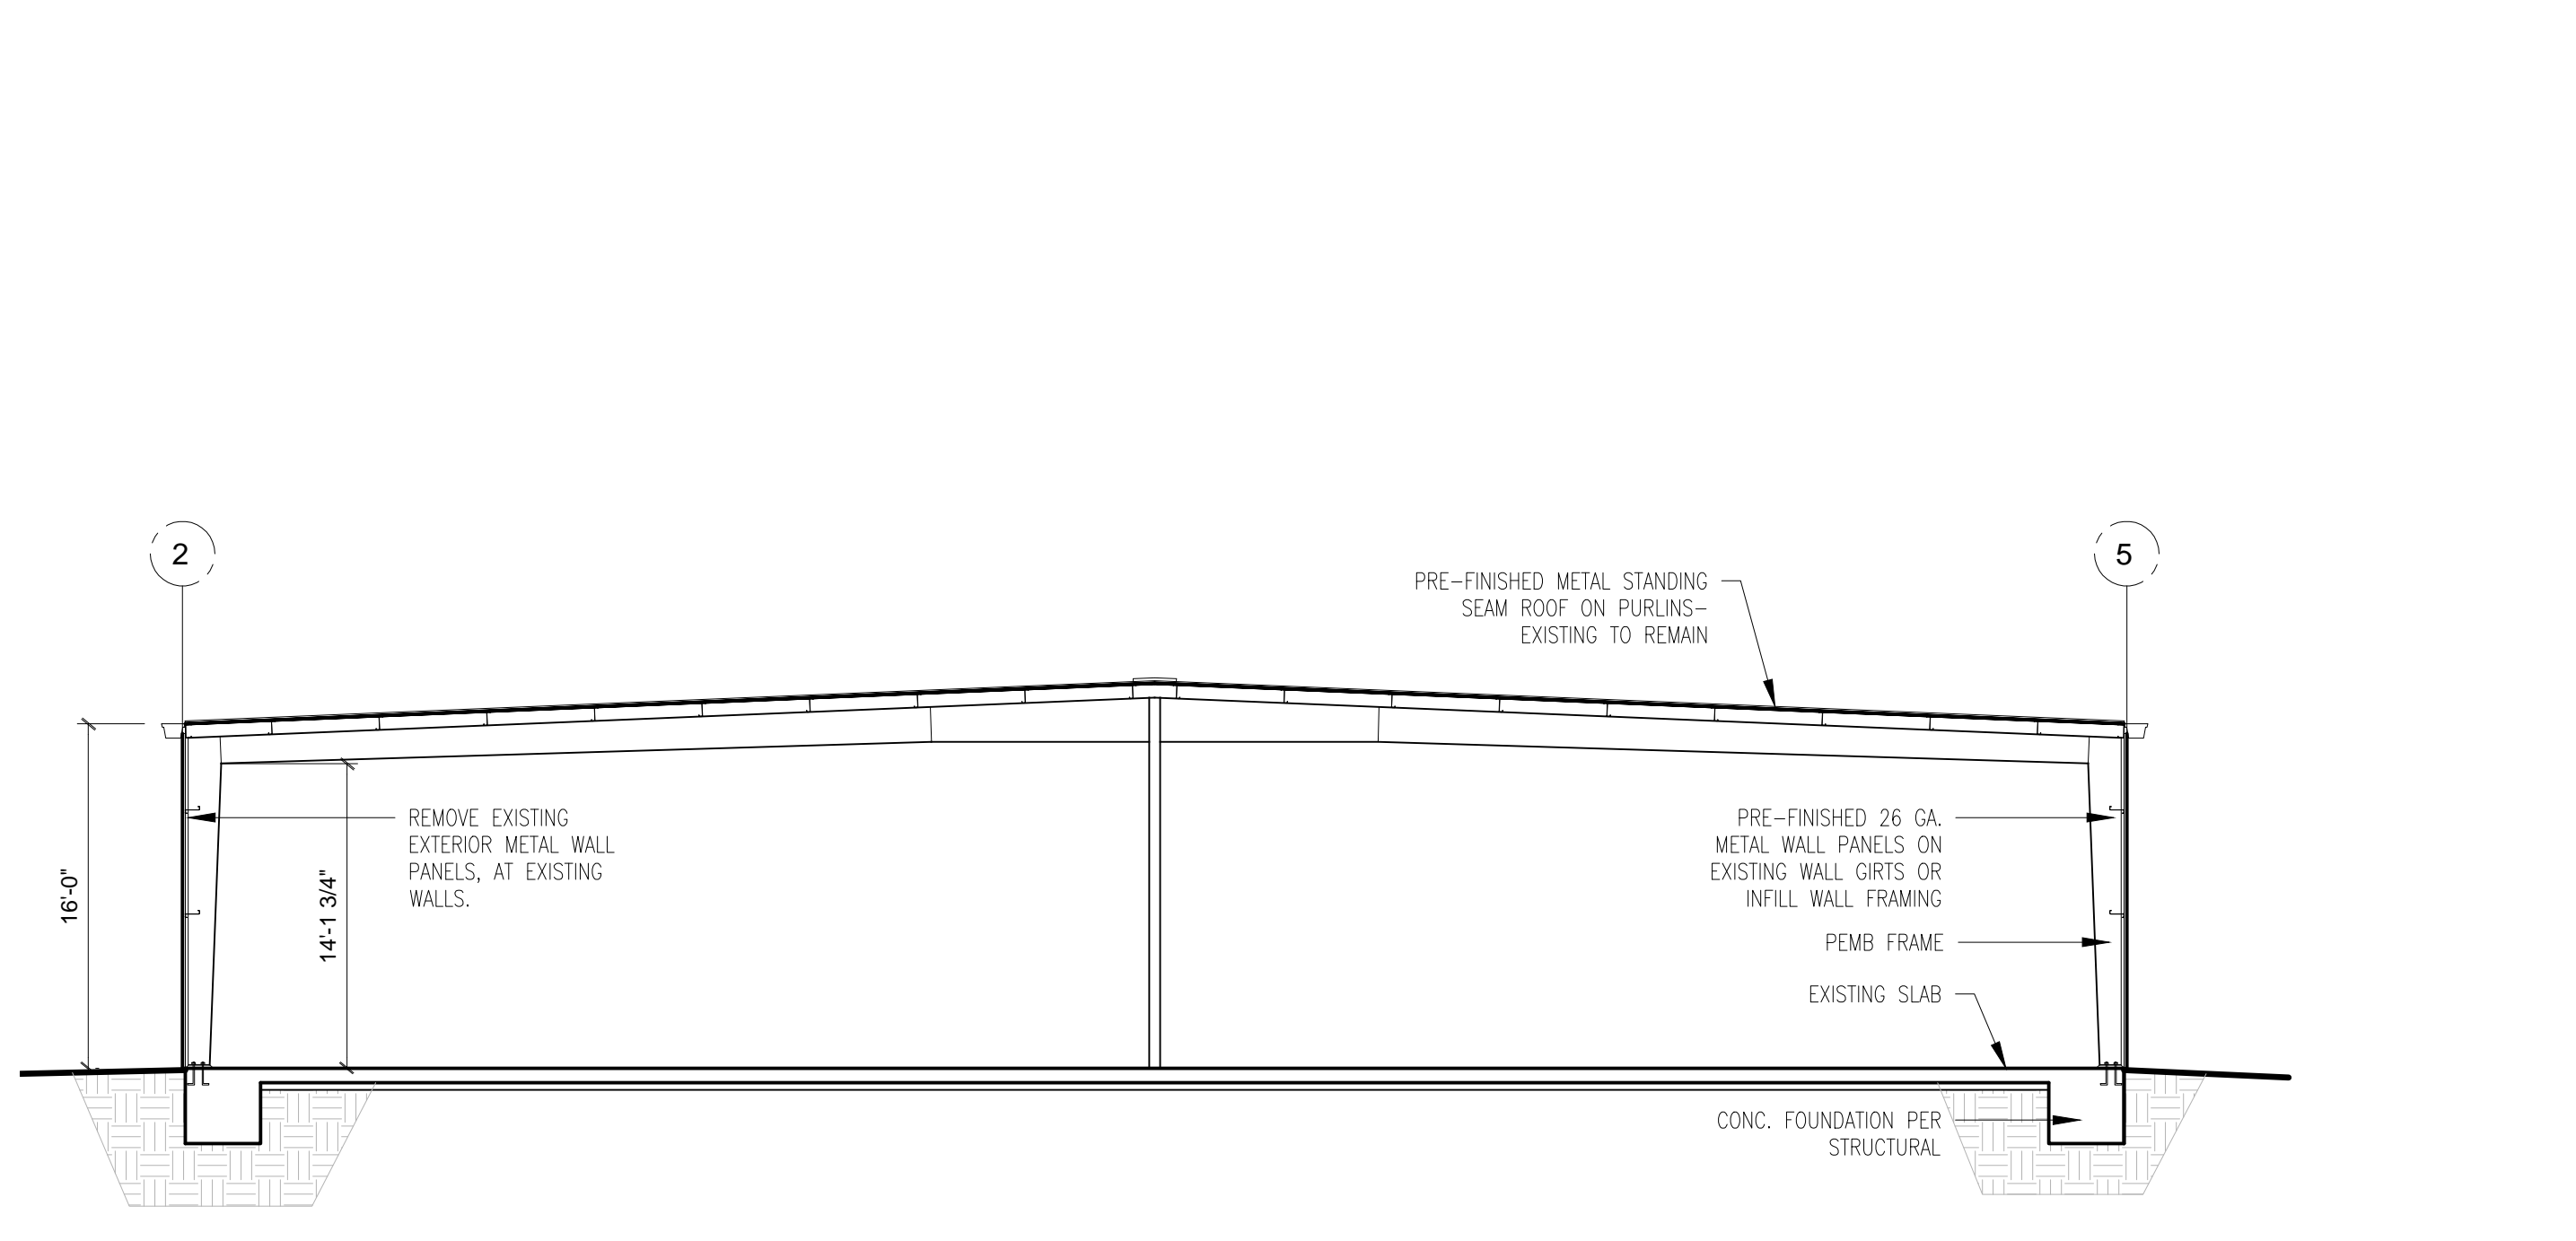 2
5
PRE-FINISHED METAL STANDING
SEAM ROOF ON PURLINS-
EXISTING TO REMAIN
16'-0"
14'-1 3/4"
REMOVE EXISTING
EXTERIOR METAL WALL
PANELS, AT EXISTING
WALLS.
PRE-FINISHED 26 GA.
METAL WALL PANELS ON
EXISTING WALL GIRTS OR
INFILL WALL FRAMING
PEMB FRAME
EXISTING SLAB
CONC. FOUNDATION PER
STRUCTURAL